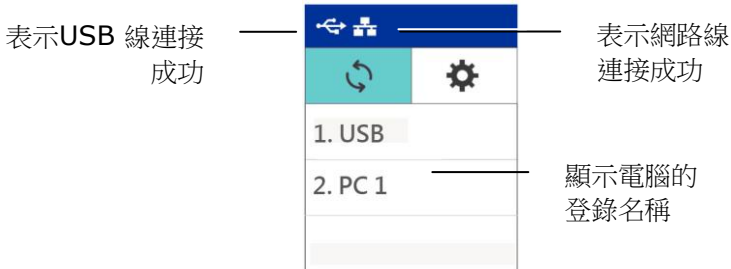 表示USB 線連接
成功
表示網路線
連接成功
1. USB
2. PC 1
顯示電腦的
登錄名稱